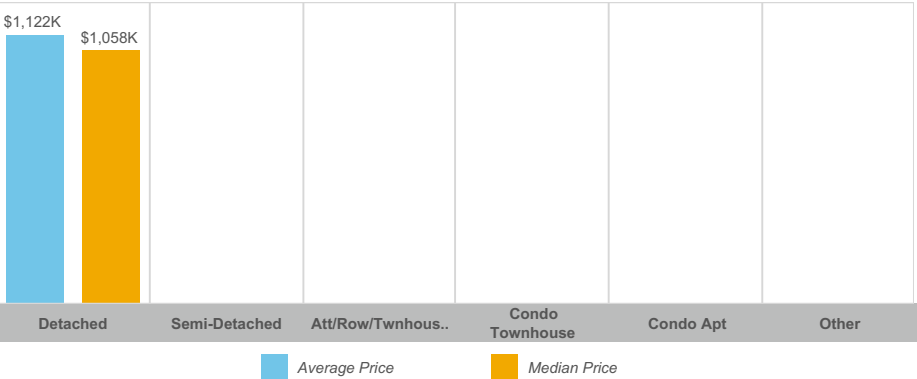 $1,122K
$1,058K
Detached
Semi-Detached
Att/Row/Twnhous..
Condo
Townhouse
Condo Apt
Other
Average Price
Median Price